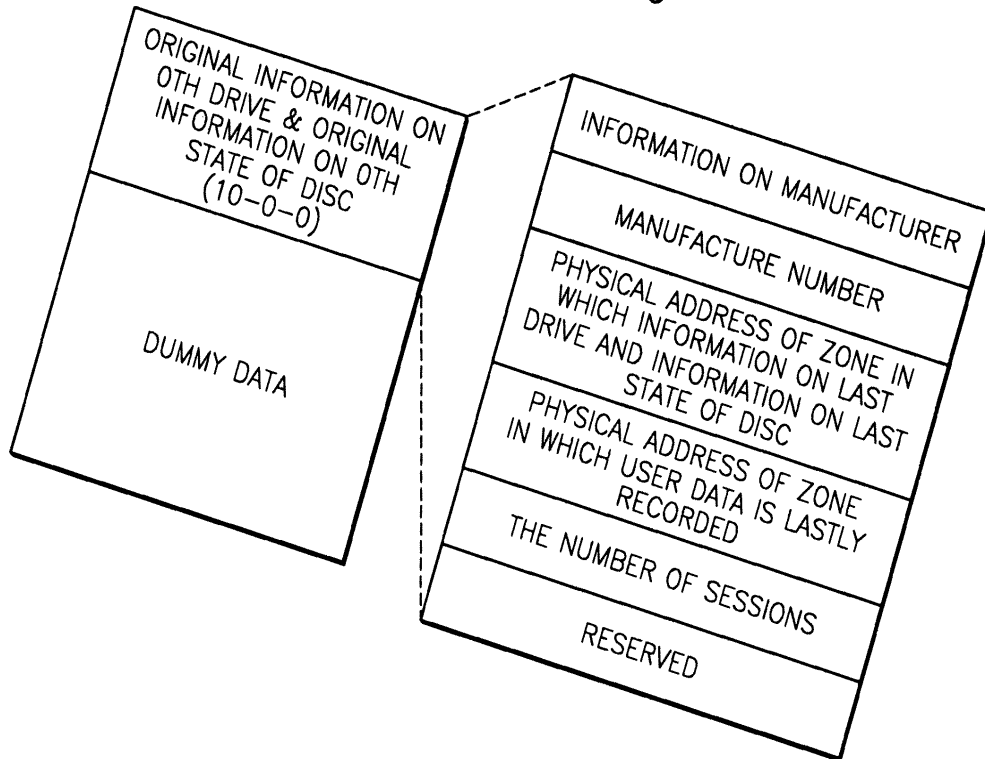 ORIGINAL INFORMATION ON
0TH DRIVE & ORIGINAL
INFORMATION ON 0TH
STATE OF DISC
(10-0-0)
DUMMY DATA
INFORMATION ON MANUFACTURER
MANUFACTURE NUMBER
PHYSICAL ADDRESS OF ZONE IN
WHICH INFORMATION ON LAST
DRIVE AND INFORMATION ON LAST
STATE OF DISC
PHYSICAL ADDRESS OF ZONE
IN WHICH USER DATA IS LASTLY
RECORDED
THE NUMBER OF SESSIONS
RESERVED